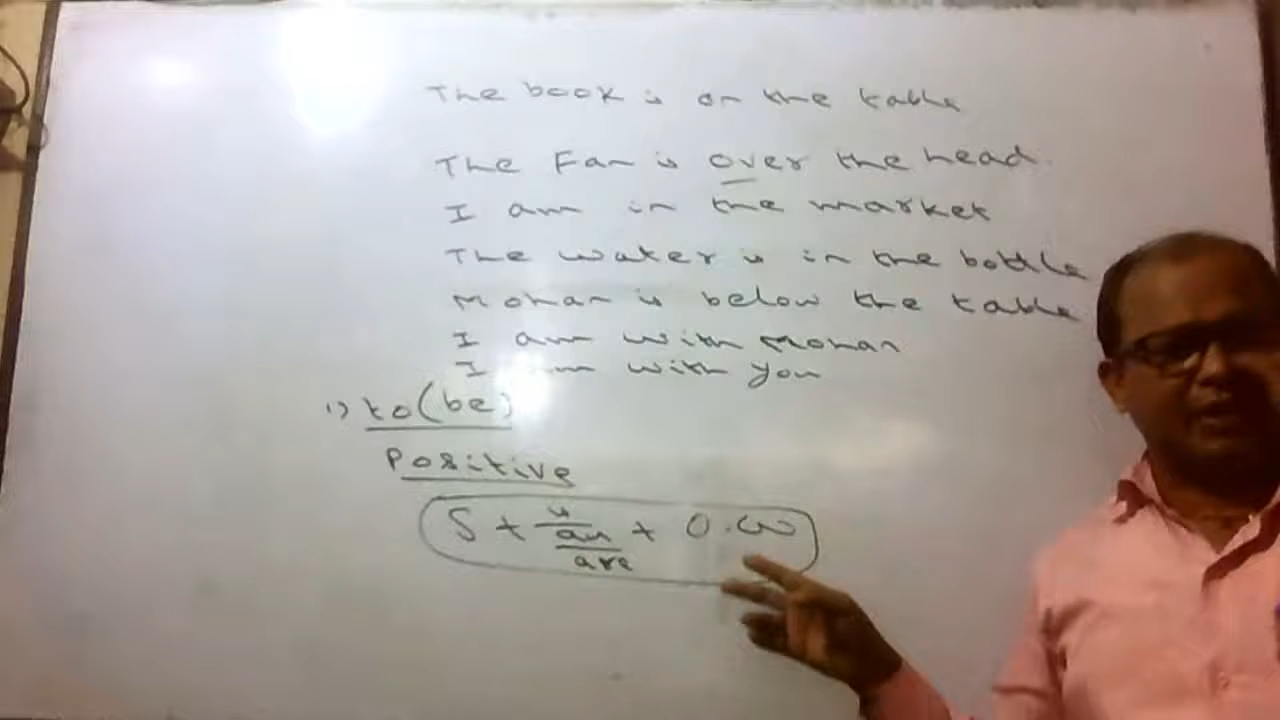 The book is on the table
The Fan is over the head.
I am in the market
The water is in the bottle
Mohan is below the table
I am with Mohan
I am with you
1) to (be)
Positive
S + is/am/are + O.W